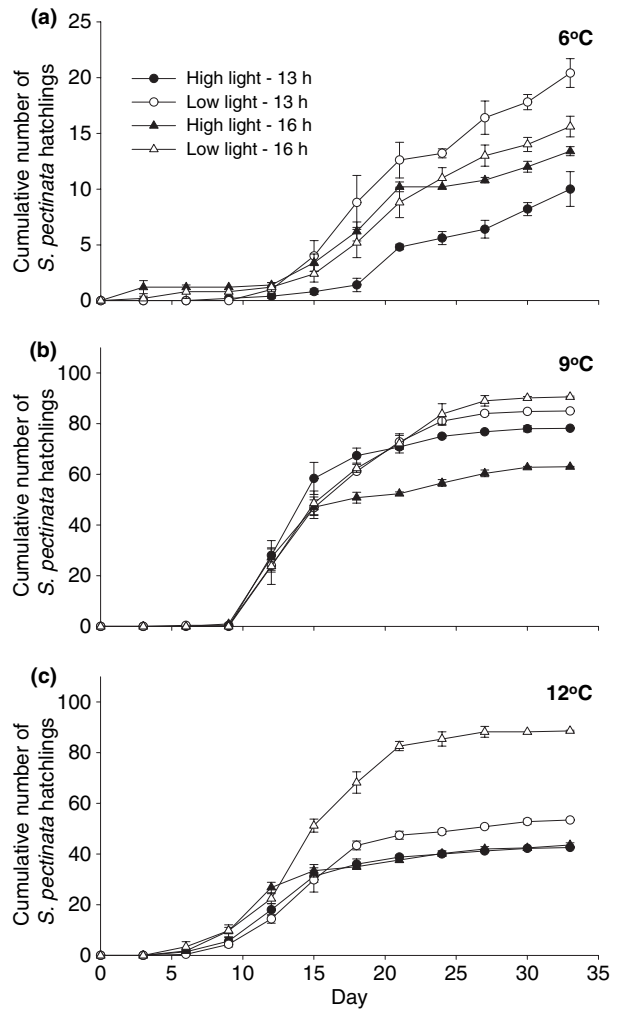 (a)
6°C
25
20
15
10
5
0
Cumulative number of
S. pectinata hatchlings
High light - 13 h
Low light - 13 h
High light - 16 h
Low light - 16 h
(b)
9°C
100
80
60
40
20
0
Cumulative number of
S. pectinata hatchlings
(c)
12°C
100
80
60
40
20
0
Cumulative number of
S. pectinata hatchlings
0 5 10 15 20 25 30 35
Day